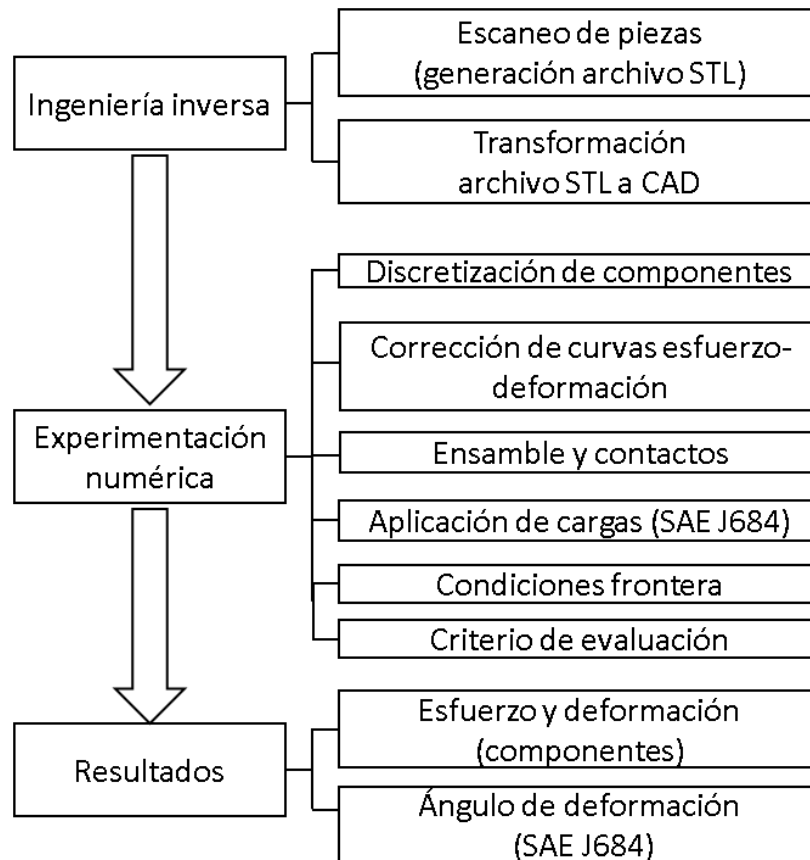 Ingeniería inversa
Escaneo de piezas
(generación archivo STL)
Transformación
archivo STL a CAD
Experimentación
numérica
Discretización de componentes
Corrección de curvas esfuerzo-
deformación
Ensamble y contactos
Aplicación de cargas (SAE J684)
Condiciones frontera
Criterio de evaluación
Resultados
Esfuerzo y deformación
(componentes)
Ángulo de deformación
(SAE J684)